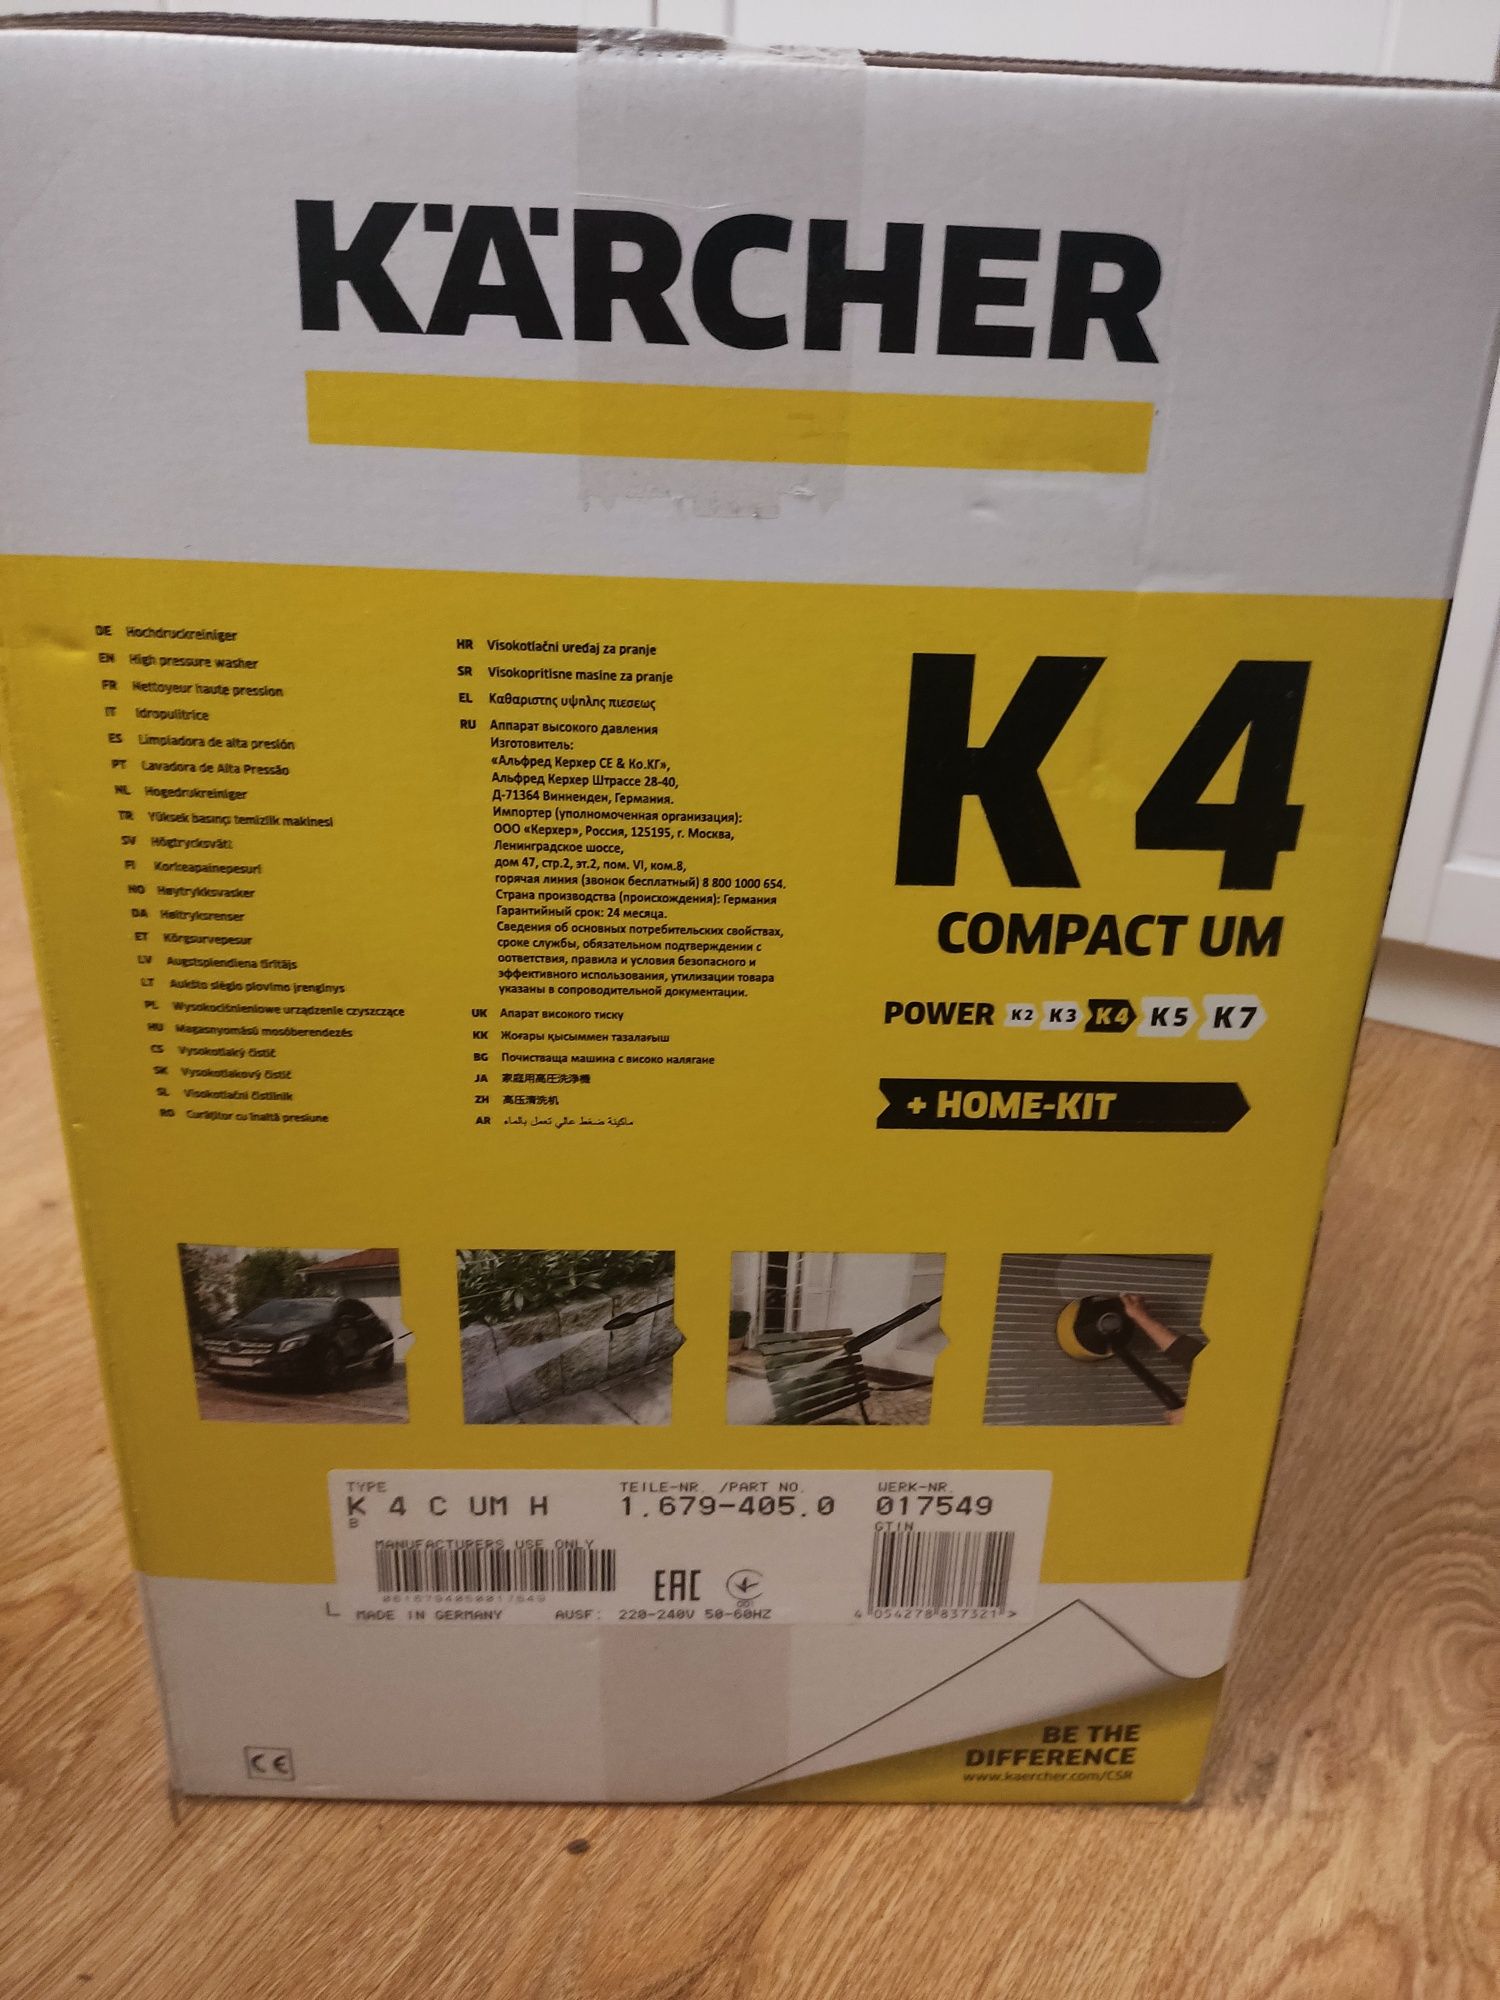 KÄRCHER
DE Hochdruckreiniger
EN High pressure washer
FR Nettoyeur haute pression
IT Idropulitrice
ES Limpiadora de alta presión
PT Lavadora de Alta Pressão
NL Hogedrukreiniger
TR Yüksek basınçı temizlik makinesi
SV Högtryckstvätt
FI Korkeapainepesuri
NO Høytrykksvasker
DA Højtryksrenser
ET Kõrgsurvepesur
LV Augstspiendiena tīrītājs
LT Aukšto slėgio plovimo įrenginys
PL Wysokociśnieniowe urządzenie czyszczące
HU Magasnyomású mosóberendezés
CS Vysokotlaký čistič
SK Vysokotlakový čistič
SL Visokotlačni čistilnik
RO Curăţitor cu înaltă presiune
HR Visokotlačni uređaj za pranje
SR Visokopritisne masine za pranje
EL Καθαριστης υψηλης πιεσεως
RU Аппарат высокого давления
Изготовитель:
«Альфред Керхер СЕ & Ко.КГ»,
Альфред Керхер Штрассе 28-40,
Д-71364 Винненден, Германия.
Импортер (уполномоченная организация):
ООО «Керхер», Россия, 125195, г. Москва,
Ленинградское шоссе,
дом 47, стр.2, эт.2, пом. VI, ком.8,
горячая линия (звонок бесплатный) 8 800 1000 654.
Страна производства (происхождения): Германия
Гарантийный срок: 24 месяца.
Сведения об основных потребительских свойствах,
сроке службы, обязательном подтверждении с
оответствия, правила и условия безопасного и
эффективного использования, утилизации товара
указаны в сопроводительной документации.
UK Апарат високого тиску
KK Жоғары қысыммен тазалағыш
BG Почистваща машина с високо налягане
JA 家庭用高圧洗浄機
ZH 高压清洗机
AR ماكينة ضغط عالي تعمل بالماء
K 4
COMPACT UM
POWER K2 K3 K4 K5 K7
+ HOME-KIT
TYPE TEILE-NR. /PART NO. WERK-NR.
K 4 C UM H 1.679-405.0 017549
B GTIN
MANUFACTURERS USE ONLY
EAC
MADE IN GERMANY AUSF: 220-240V 50-60HZ
4 054278 837321 >
CE
BE THE
DIFFERENCE
www.kaercher.com/CSR